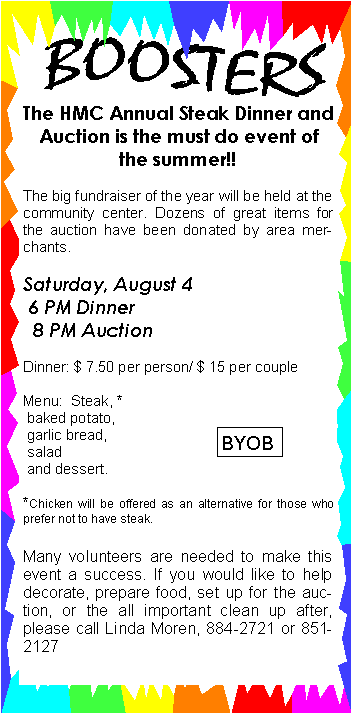 BOOSTERS
The HMC Annual Steak Dinner and
Auction is the must do event of
the summer!!
The big fundraiser of the year will be held at the
community center. Dozens of great items for
the auction have been donated by area mer-
chants.
Saturday, August 4
6 PM Dinner
8 PM Auction
Dinner: $ 7.50 per person/ $ 15 per couple
Menu: Steak, *
baked potato,
garlic bread,
salad
and dessert.
BYOB
*Chicken will be offered as an alternative for those who
prefer not to have steak.
Many volunteers are needed to make this
event a success. If you would like to help
decorate, prepare food, set up for the auc-
tion, or the all important clean up after,
please call Linda Moren, 884-2721 or 851-
2127